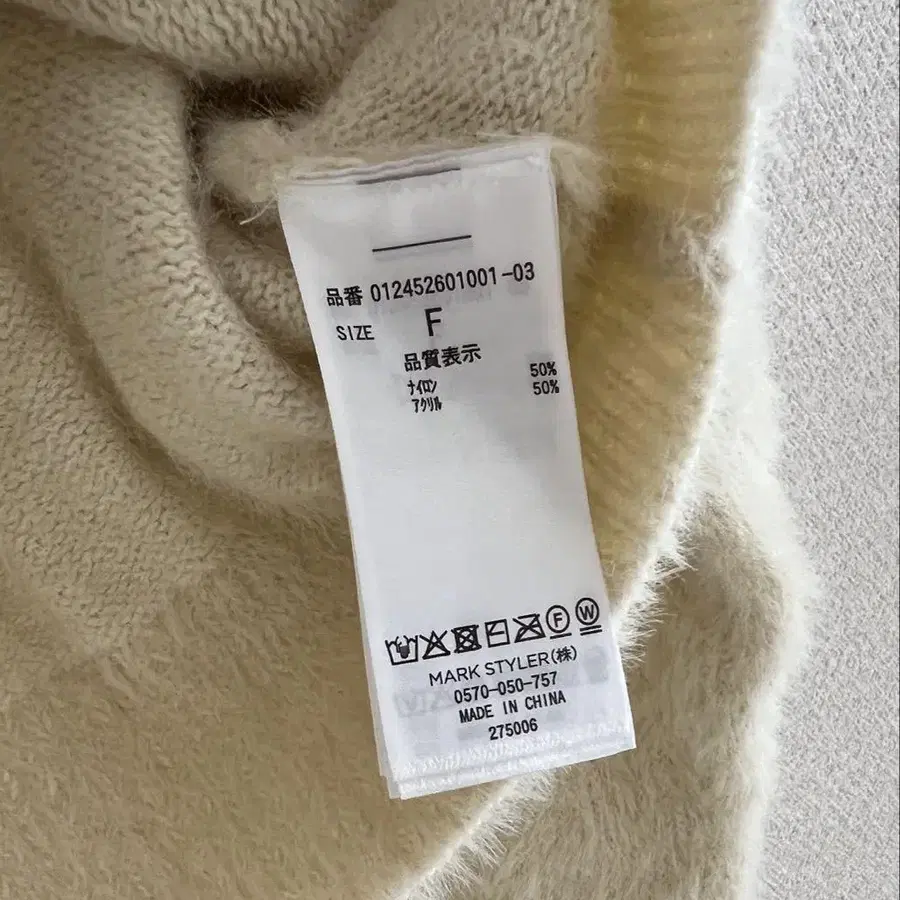 品番 012452601001-03
SIZE F
品質表示
ナイロン 50%
アクリル 50%
F W
MARK STYLER(株)
0570-050-757
MADE IN CHINA
275006